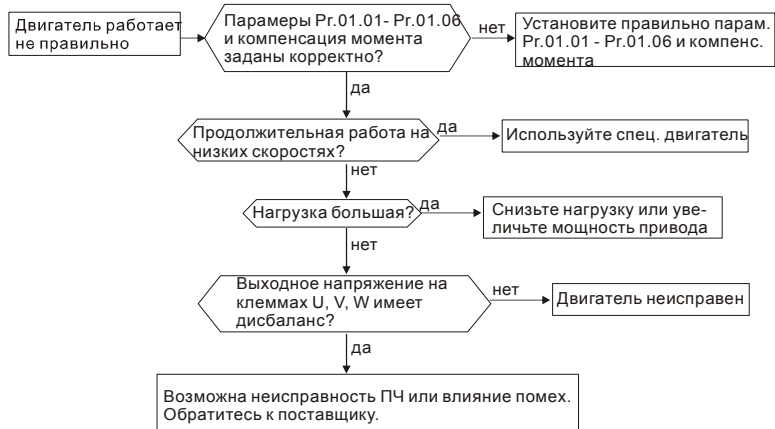 Двигатель работает
не правильно
Парамеры Pr.01.01- Pr.01.06
и компенсация момента
заданы корректно?
нет
Установите правильно парам.
Pr.01.01 - Pr.01.06 и компенс.
момента
да
Продолжительная работа на
низких скоростях?
да
Используйте спец. двигатель
нет
Нагрузка большая?
да
Снизьте нагрузку или уве-
личьте мощность привода
нет
Выходное напряжение на
клеммах U, V, W имеет
дисбаланс?
нет
Двигатель неисправен
да
Возможна неисправность ПЧ или влияние помех.
Обратитесь к поставщику.